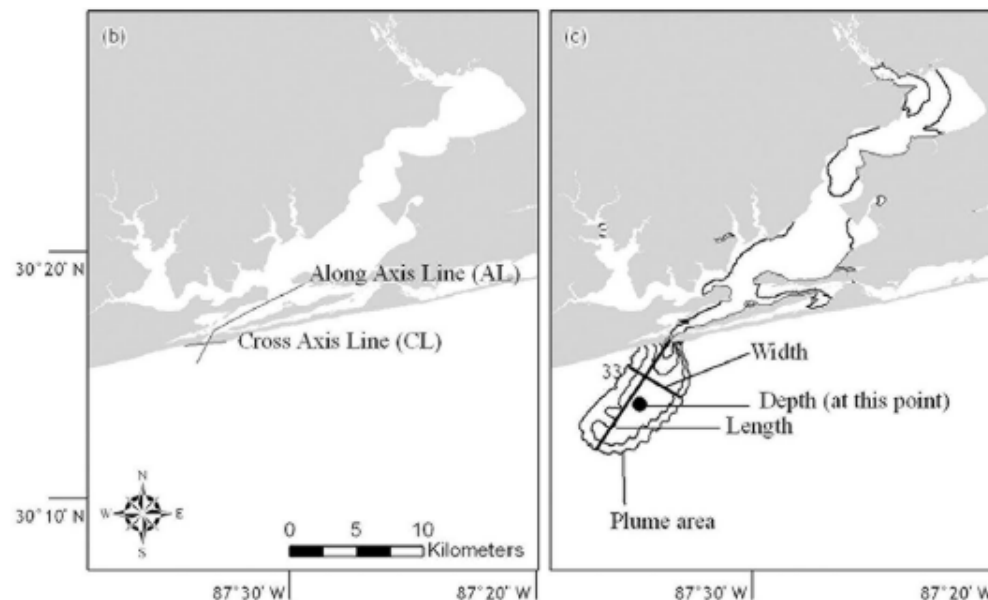 (b)
30°20' N
Along Axis Line (AL)
Cross Axis Line (CL)
30°10' N
N
W E
S
0 5 10
Kilometers
87°30' W
87°20' W
(c)
33
Width
Depth (at this point)
Length
Plume area
87°30' W
87°20' W